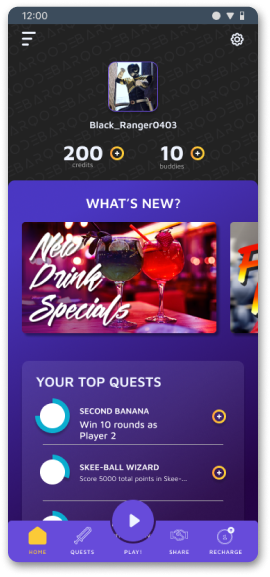 12:00
Black_Ranger0403
200 10
credits buddies
WHAT'S NEW?
New
Drink
Specials
YOUR TOP QUESTS
SECOND BANANA
Win 10 rounds as
Player 2
SKEE-BALL WIZARD
Score 5000 total points in Skee-...
HOME QUESTS PLAY! SHARE RECHARGE